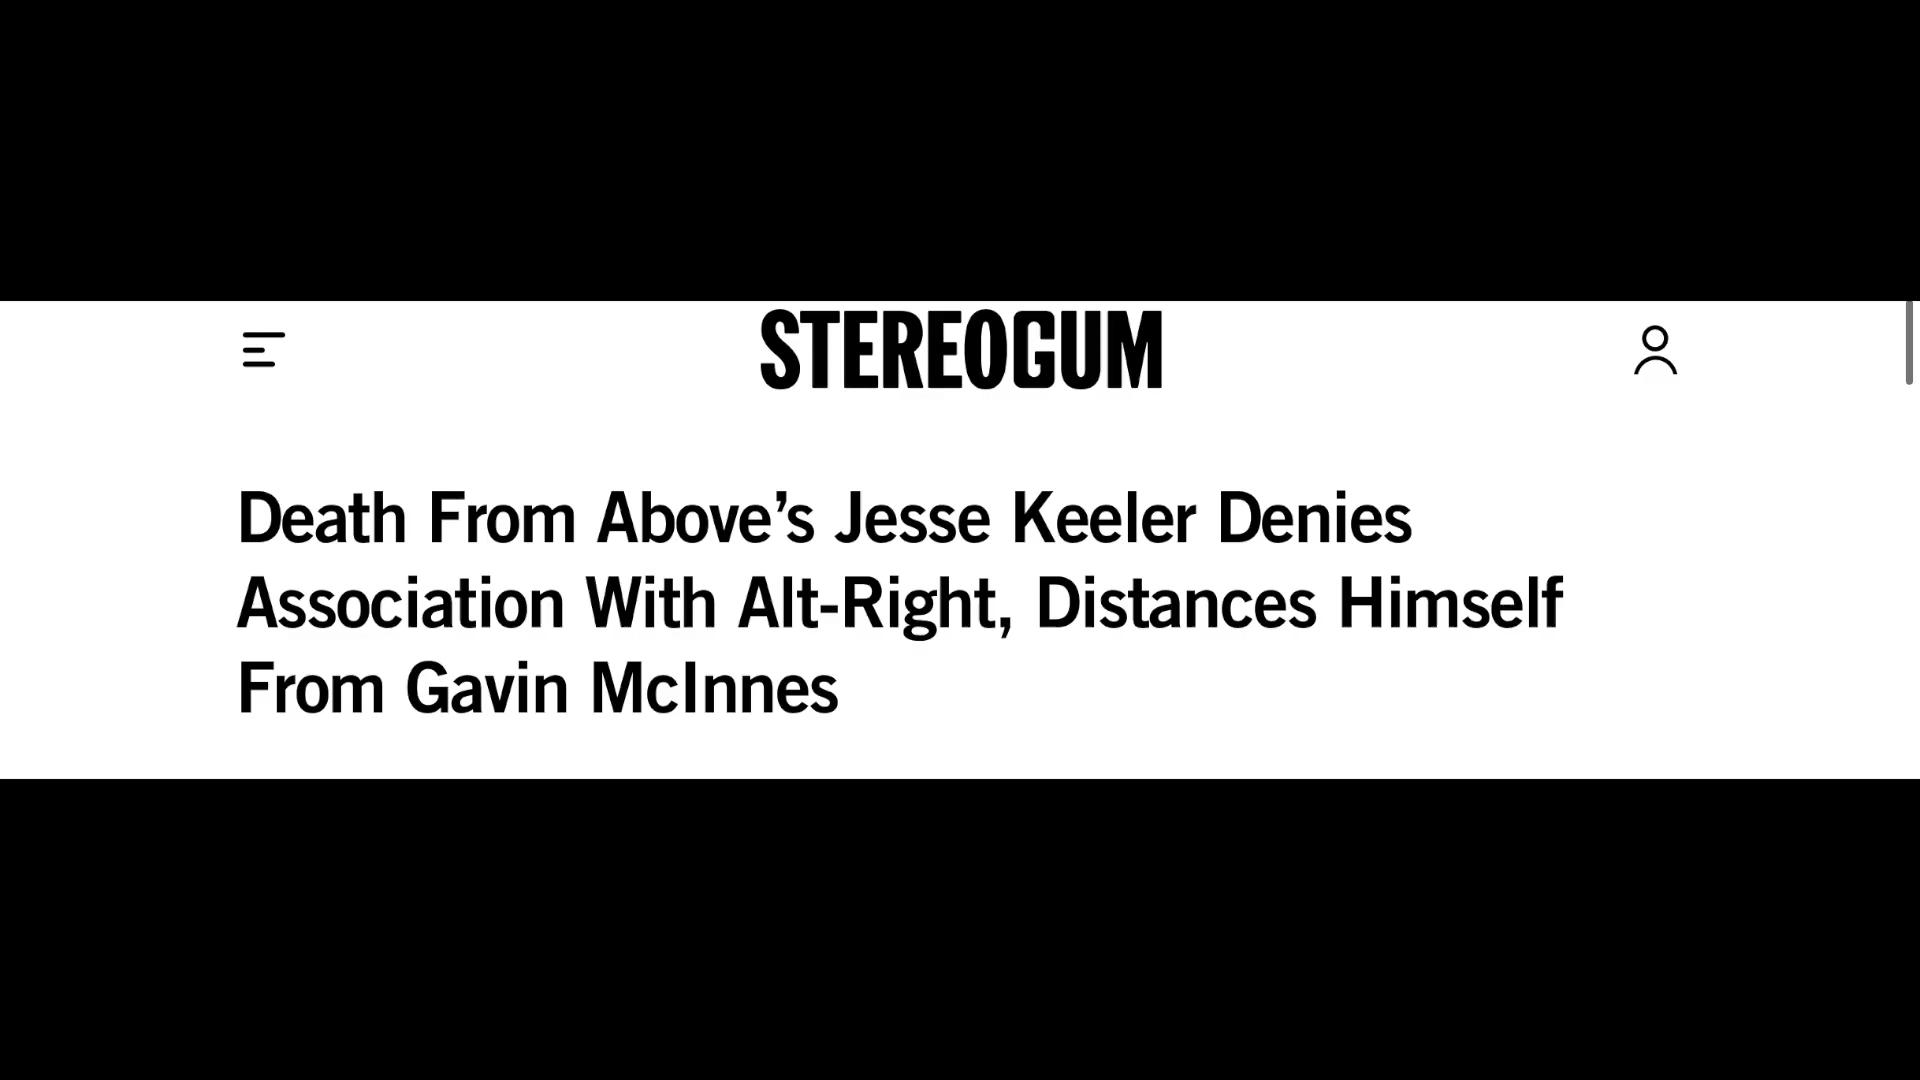 STEREOGUM
Death From Above’s Jesse Keeler Denies
Association With Alt-Right, Distances Himself
From Gavin McInnes